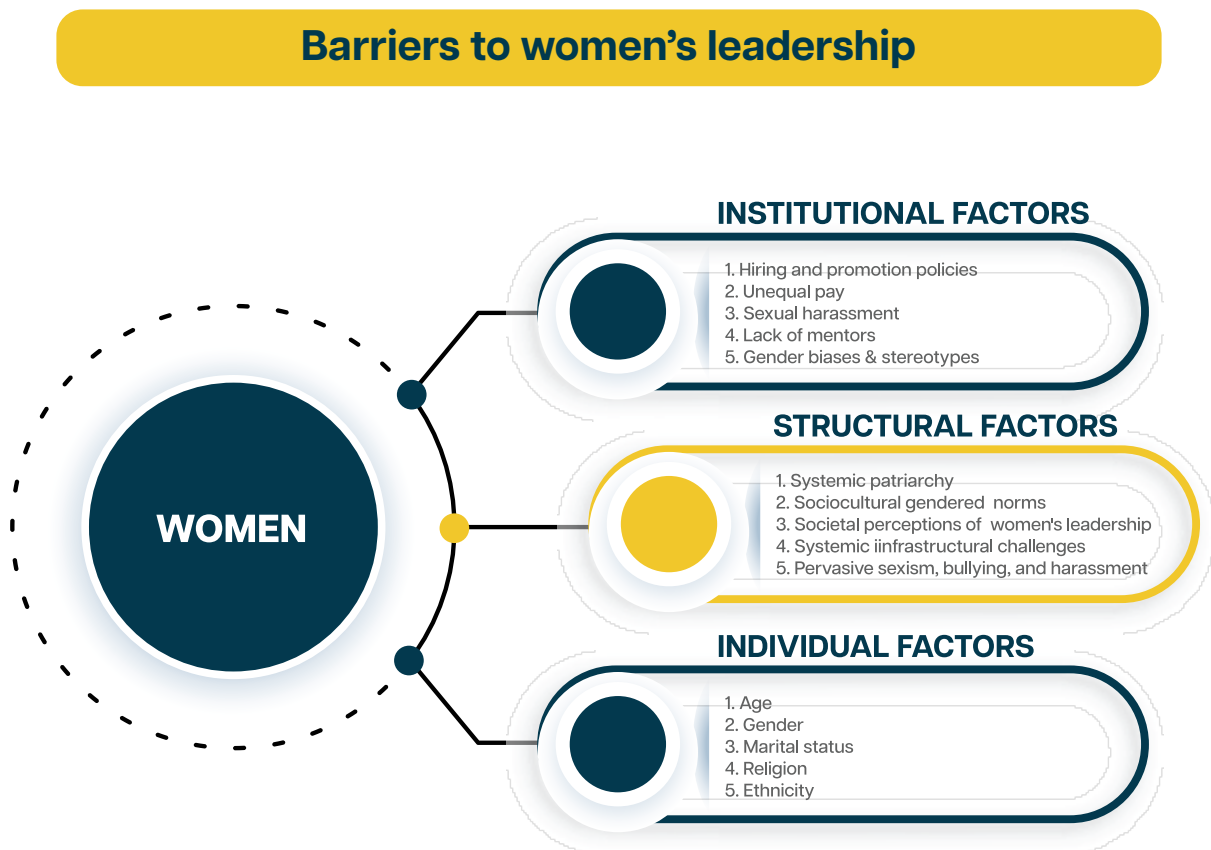 Barriers to women’s leadership
WOMEN
INSTITUTIONAL FACTORS
1. Hiring and promotion policies
2. Unequal pay
3. Sexual harassment
4. Lack of mentors
5. Gender biases & stereotypes
STRUCTURAL FACTORS
1. Systemic patriarchy
2. Sociocultural gendered  norms
3. Societal perceptions of  women's leadership
4. Systemic iinfrastructural challenges
5. Pervasive sexism, bullying, and harassment
INDIVIDUAL FACTORS
1. Age
2. Gender
3. Marital status
4. Religion
5. Ethnicity